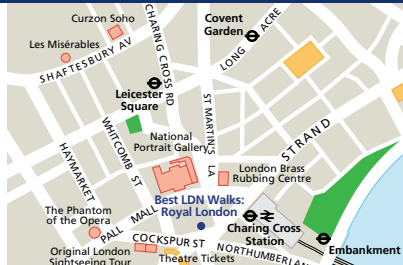 Curzon Soho
Covent
Garden
LONG ACRE
Les Misérables
SHAFTESBURY AV
CHARING CROSS RD
Leicester
Square
ST MARTINS LA
STRAND
WHITCOMB ST
National
Portrait Gallery
HAYMARKET
London Brass
Rubbing Centre
Best LDN Walks:
Royal London
The Phantom
of the Opera
PALL MALL
Charing Cross
Station
COCKSPUR ST
NORTHUMBERLAN
Embankment
Original London
Sightseeing Tour
Theatre Tickets